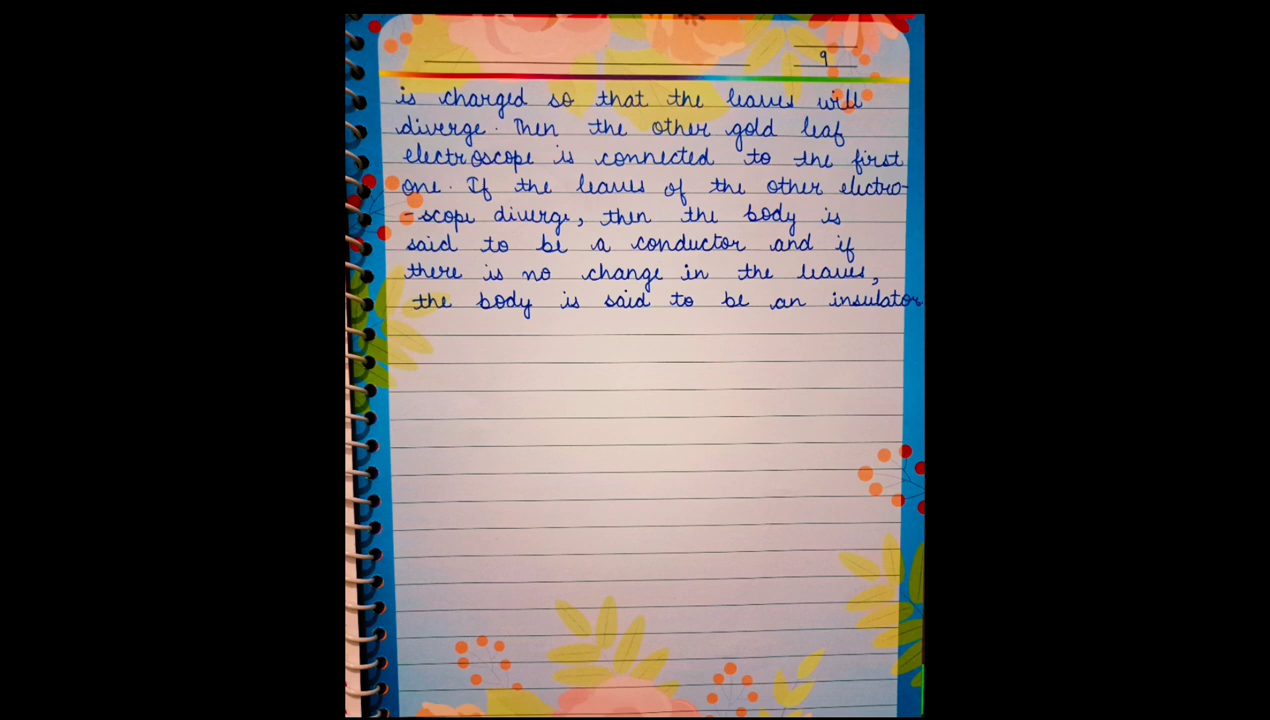 9
is charged so that the leaves will
diverge. Then the other gold leaf
electroscope is connected to the first
one. If the leaves of the other electro-
-scope diverge, then the body is
said to be a conductor and if
there is no change in the leaves,
the body is said to be an insulator